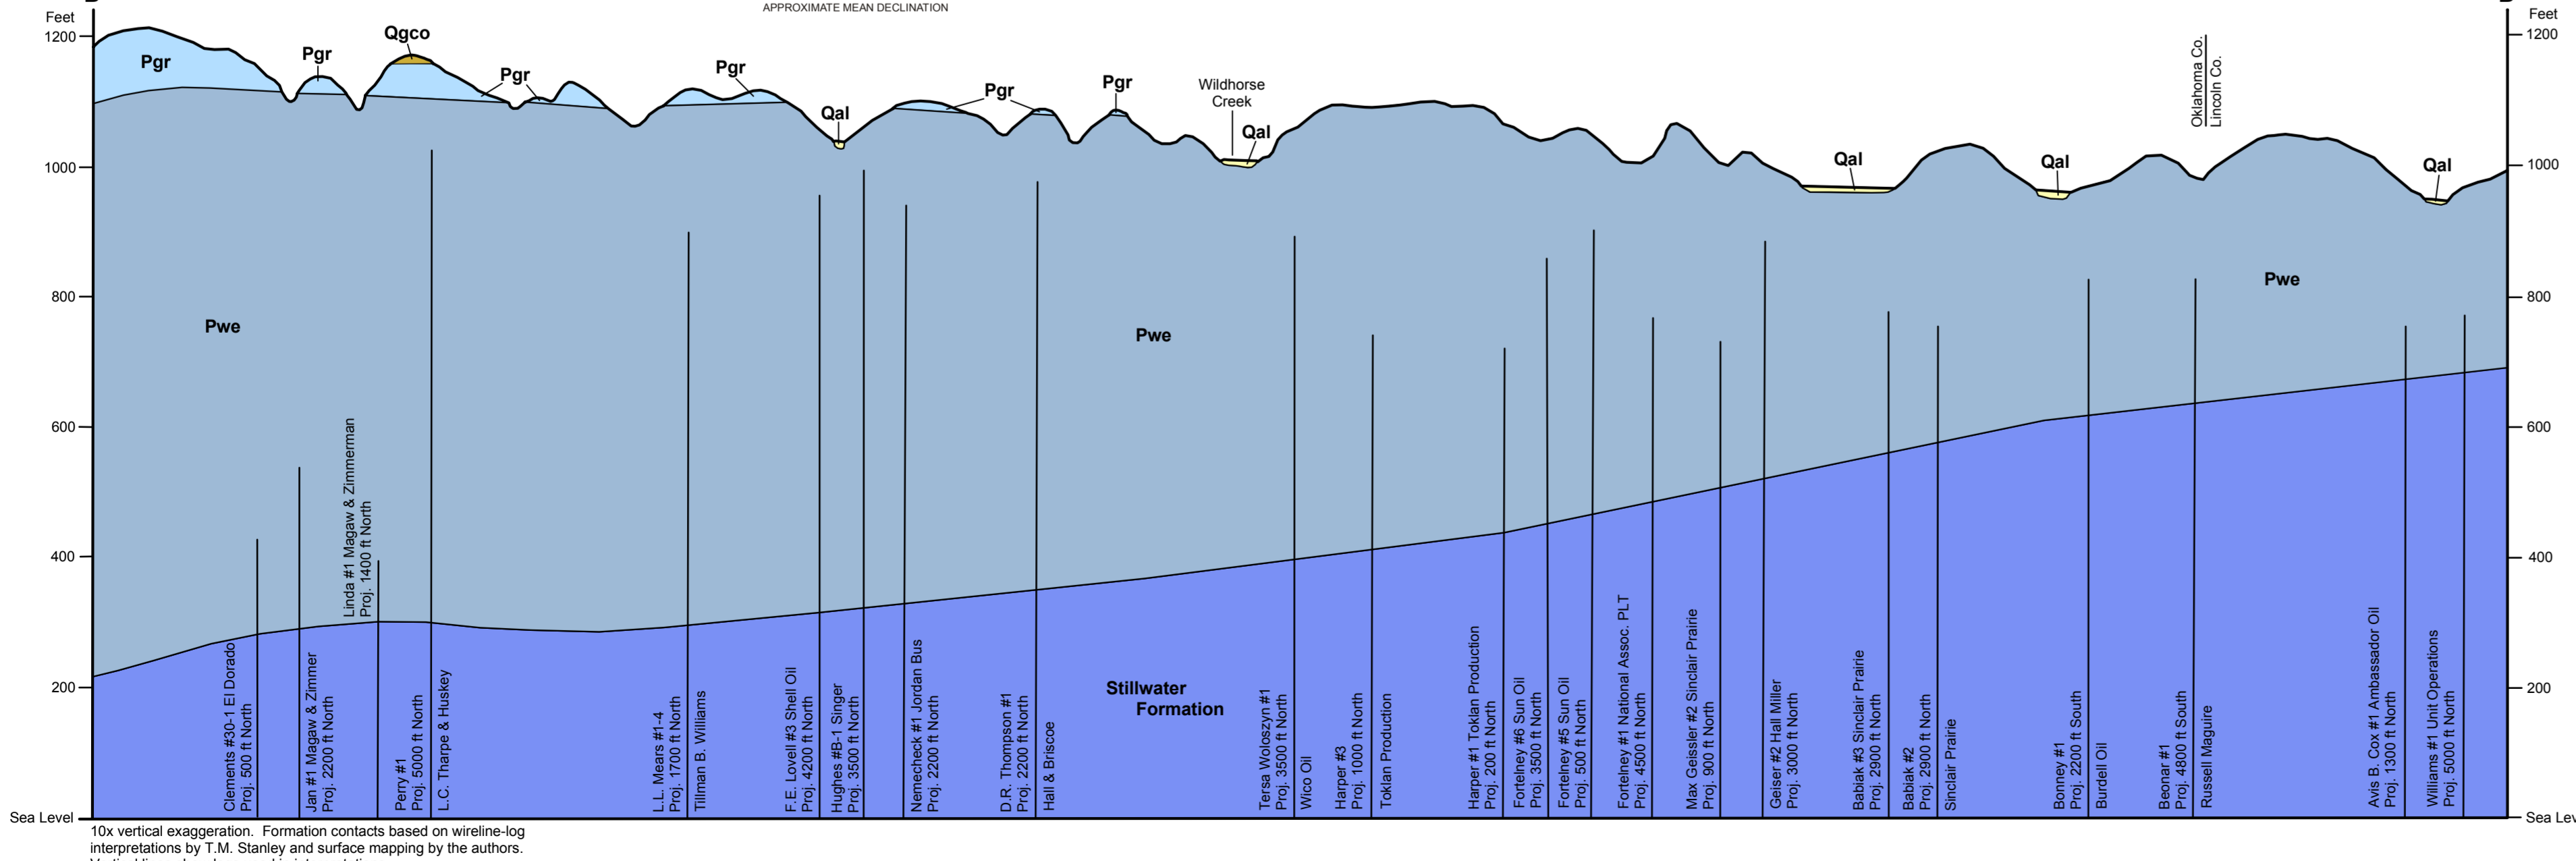 APPROXIMATE MEAN DECLINATION
Feet
1200
1000
800
600
400
200
Sea Level
Feet
1200
1000
800
600
400
200
Pgr
Pgr
Qgco
Pgr
Pgr
Qal
Pgr
Pgr
Wildhorse
Creek
Qal
Qal
Qal
Oklahoma Co.
Lincoln Co.
Qal
Pwe
Pwe
Pwe
Stillwater
Formation
Clements #30-1 El Dorado
Proj. 500 ft North
Jan #1 Magaw & Zimmer
Proj. 2200 ft North
Linda #1 Magaw & Zimmerman
Proj. 1400 ft North
Perry #1
Proj. 5000 ft North
L.C. Tharpe & Huskey
L.L. Mears #1-4
Proj. 1700 ft North
Tillman B. Williams
F.E. Lovell #3 Shell Oil
Proj. 4200 ft North
Hughes #B-1 Singer
Proj. 3500 ft North
Nemecheck #1 Jordan Bus
Proj. 2200 ft North
D.R. Thompson #1
Proj. 2200 ft North
Hall & Briscoe
Tersa Woloszyn #1
Proj. 3500 ft North
Wico Oil
Harper #3
Proj. 1000 ft North
Toklan Production
Harper #1 Toklan Production
Proj. 200 ft North
Fortelney #6 Sun Oil
Proj. 3500 ft North
Fortelney #5 Sun Oil
Proj. 500 ft North
Fortelney #1 National Assoc. PLT
Proj. 4500 ft North
Max Geissler #2 Sinclair Prairie
Proj. 900 ft North
Geiser #2 Hall Miller
Proj. 3000 ft North
Babiak #3 Sinclair Prairie
Proj. 2900 ft North
Babiak #2
Proj. 2900 ft North
Sinclair Prairie
Bonney #1
Proj. 2200 ft South
Burdell Oil
Beonar #1
Proj. 4800 ft South
Russell Maguire
Avis B. Cox #1 Ambassador Oil
Proj. 1300 ft North
Williams #1 Unit Operations
Proj. 5000 ft North
Sea Lev
10x vertical exaggeration. Formation contacts based on wireline-log
interpretations by T.M. Stanley and surface mapping by the authors.